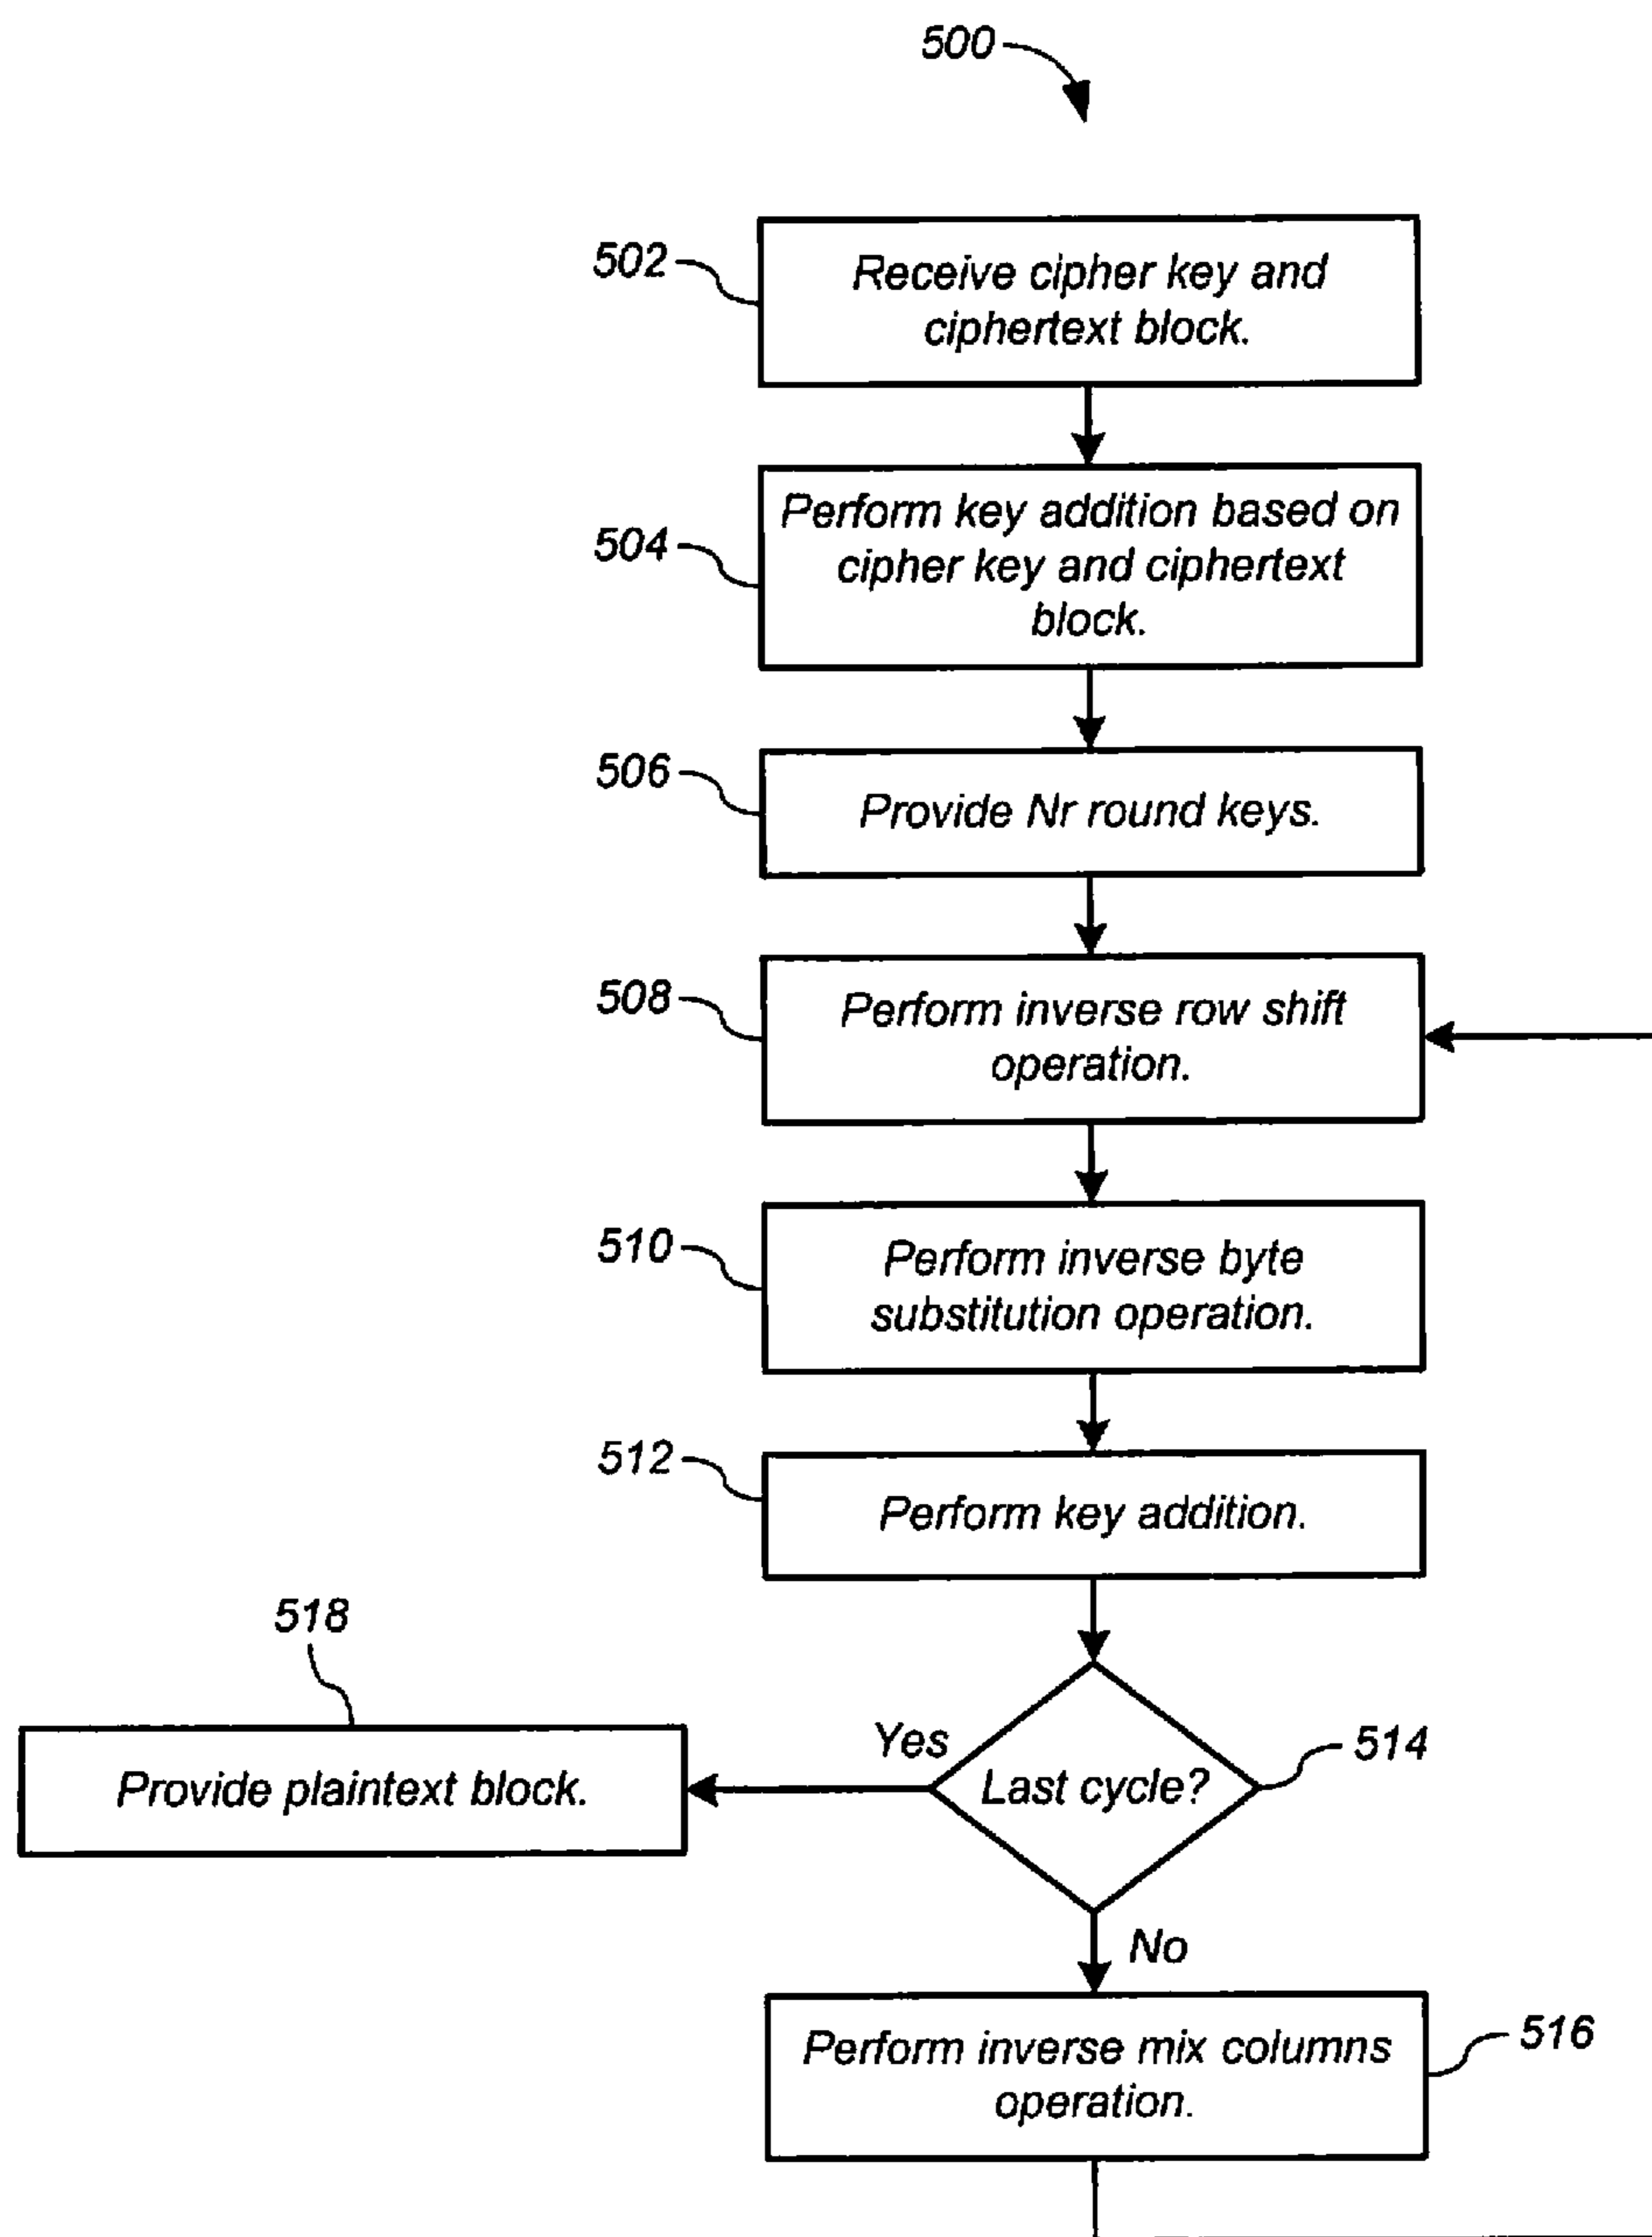 500
502
Receive cipher key and
ciphertext block.
504
Perform key addition based on
cipher key and ciphertext
block.
506
Provide Nr round keys.
508
Perform inverse row shift
operation.
510
Perform inverse byte
substitution operation.
512
Perform key addition.
518
Provide plaintext block.
Yes
Last cycle?
514
No
Perform inverse mix columns
operation.
516